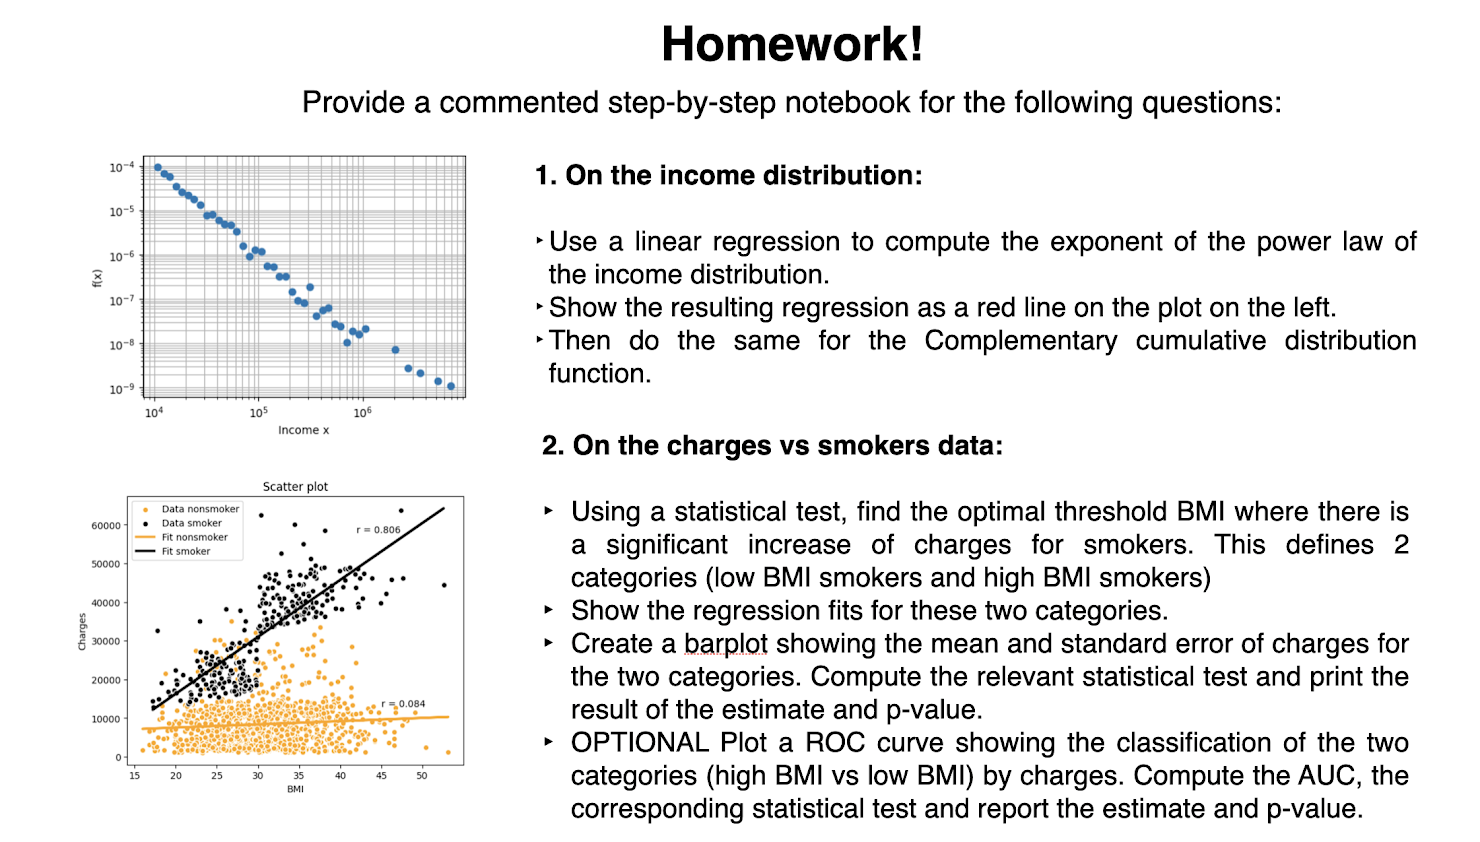 Homework!
Provide a commented step-by-step notebook for the following questions:
10⁻⁴
10⁻⁵
10⁻⁶
10⁻⁷
10⁻⁸
10⁻⁹
f(x)
10⁴ 10⁵ 10⁶
Income x
1. On the income distribution:
‣ Use a linear regression to compute the exponent of the power law of
the income distribution.
‣ Show the resulting regression as a red line on the plot on the left.
‣ Then do the same for the Complementary cumulative distribution
function.
Scatter plot
Data nonsmoker
Data smoker
Fit nonsmoker
Fit smoker
r = 0.806
r = 0.084
60000
50000
40000
30000
20000
10000
0
Charges
15 20 25 30 35 40 45 50
BMI
2. On the charges vs smokers data:
‣ Using a statistical test, find the optimal threshold BMI where there is
a significant increase of charges for smokers. This defines 2
categories (low BMI smokers and high BMI smokers)
‣ Show the regression fits for these two categories.
‣ Create a barplot showing the mean and standard error of charges for
the two categories. Compute the relevant statistical test and print the
result of the estimate and p-value.
‣ OPTIONAL Plot a ROC curve showing the classification of the two
categories (high BMI vs low BMI) by charges. Compute the AUC, the
corresponding statistical test and report the estimate and p-value.